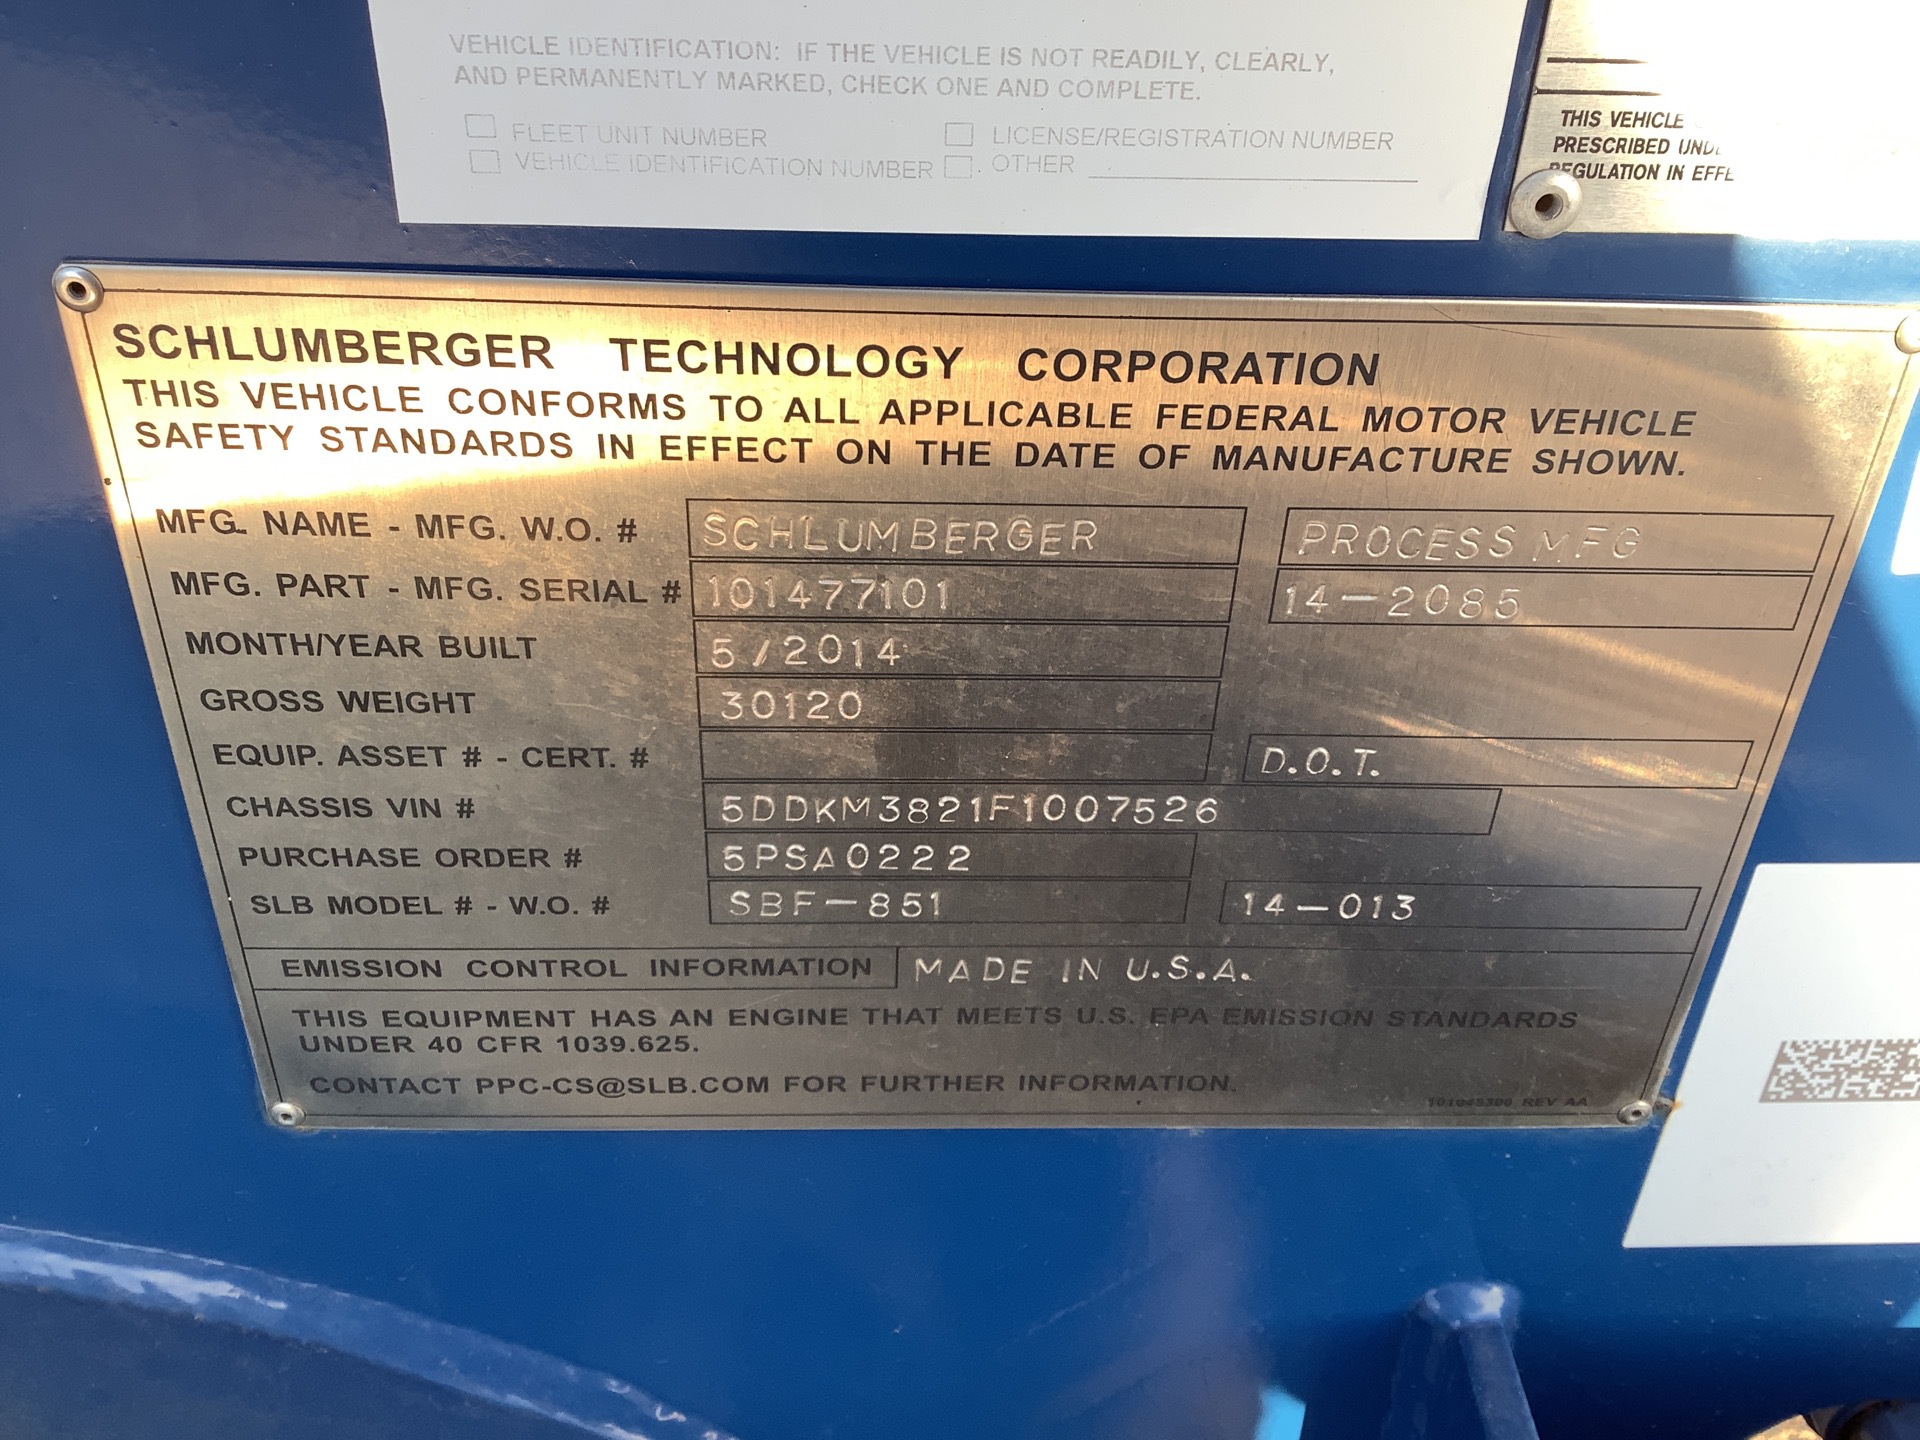 VEHICLE IDENTIFICATION: IF THE VEHICLE IS NOT READILY, CLEARLY,
AND PERMANENTLY MARKED, CHECK ONE AND COMPLETE.
FLEET UNIT NUMBER LICENSE/REGISTRATION NUMBER
VEHICLE IDENTIFICATION NUMBER OTHER
THIS VEHICLE
PRESCRIBED
REGULATION IN
SCHLUMBERGER TECHNOLOGY CORPORATION
THIS VEHICLE CONFORMS TO ALL APPLICABLE FEDERAL MOTOR VEHICLE
SAFETY STANDARDS IN EFFECT ON THE DATE OF MANUFACTURE SHOWN.
MFG. NAME - MFG. W.O. # SCHLUMBERGER PROCESS MFG
MFG. PART - MFG. SERIAL # 101477101 14-2085
MONTH/YEAR BUILT 5/2014
GROSS WEIGHT 30120
EQUIP. ASSET # - CERT. # D.O.T.
CHASSIS VIN # 5DDKM3821F1007526
PURCHASE ORDER # 5PSA0222
SLB MODEL # - W.O. # SBF-851 14-013
EMISSION CONTROL INFORMATION MADE IN U.S.A.
THIS EQUIPMENT HAS AN ENGINE THAT MEETS U.S. EPA EMISSION STANDARDS
UNDER 40 CFR 1039.625.
CONTACT PPC-CS@SLB.COM FOR FURTHER INFORMATION.
REV AA